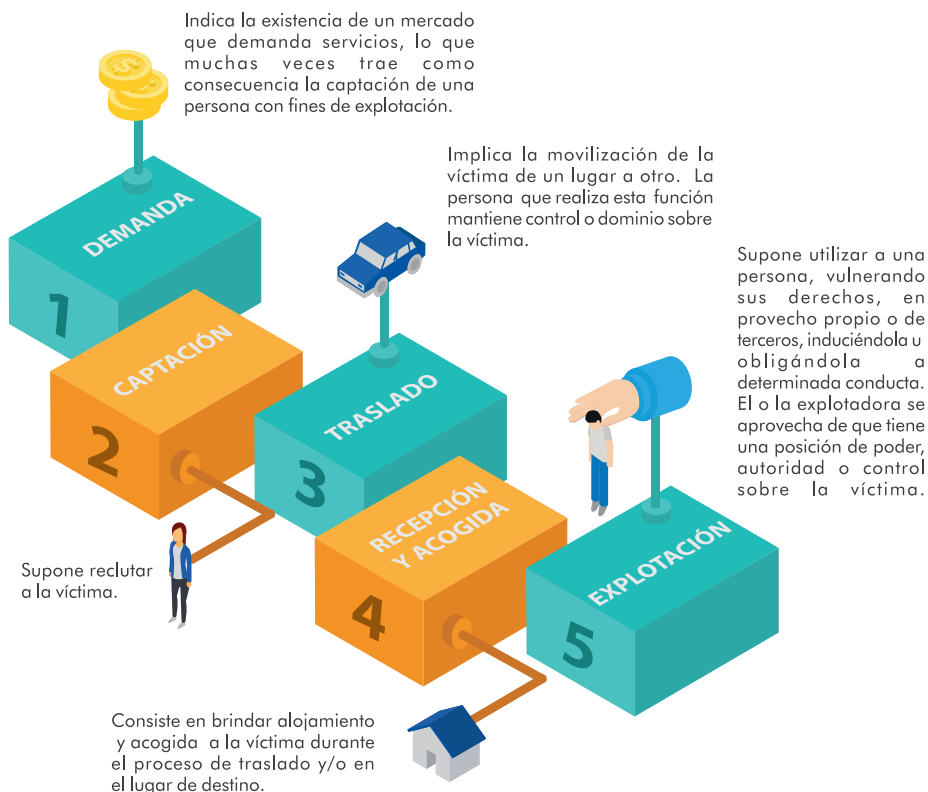 Indica la existencia de un mercado
que demanda servicios, lo que
muchas veces trae como
consecuencia la captación de una
persona con fines de explotación.
DEMANDA
1
CAPTACIÓN
2
Supone reclutar
a la víctima.
Implica la movilización de la
víctima de un lugar a otro. La
persona que realiza esta función
mantiene control o dominio sobre
la víctima.
TRASLADO
3
RECEPCIÓN
Y ACOGIDA
4
Consiste en brindar alojamiento
y acogida a la víctima durante
el proceso de traslado y/o en
el lugar de destino.
Supone utilizar a una
persona, vulnerando
sus derechos, en
provecho propio o de
terceros, induciéndola u
obligándola a
determinada conducta.
El o la explotadora se
aprovecha de que tiene
una posición de poder,
autoridad o control
sobre la víctima.
EXPLOTACIÓN
5